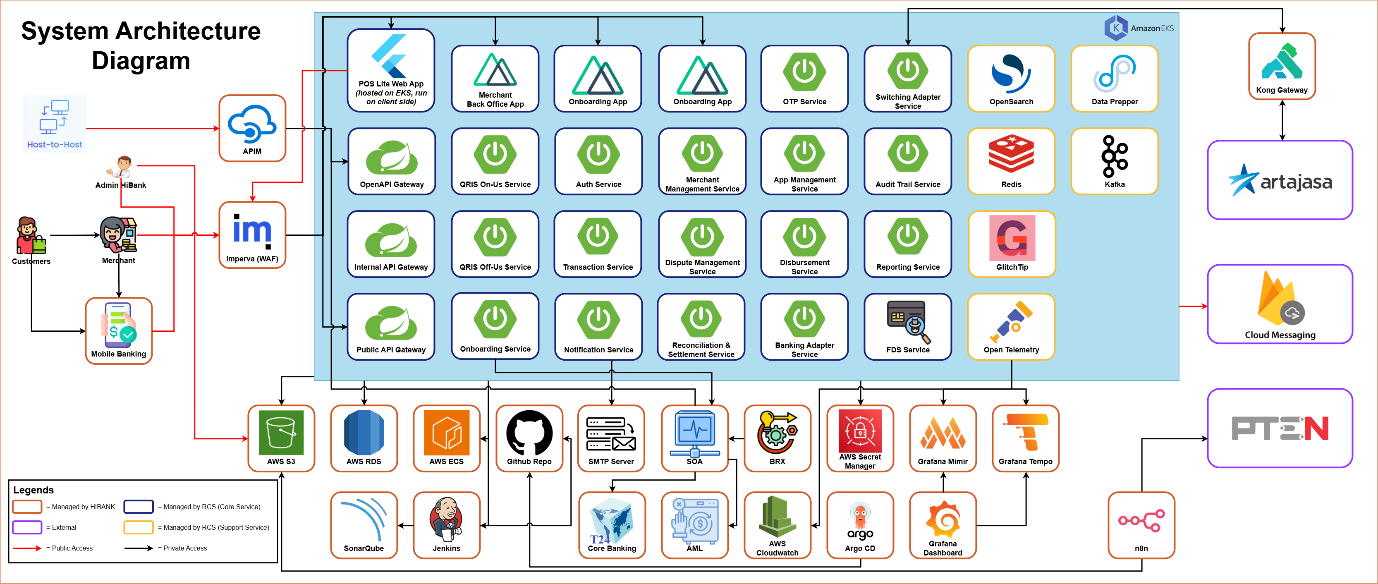 System Architecture
Diagram
Amazon EKS
POS Lite Web App
(hosted on EKS, run
on client side)
Merchant
Back Office App
Onboarding App
Onboarding App
OTP Service
Switching Adapter
Service
OpenSearch
Data Prepper
Kong Gateway
Host-to-Host
APIM
Admin HiBank
OpenAPI Gateway
QRIS On-Us Service
Auth Service
Merchant
Management Service
App Management
Service
Audit Trail Service
Redis
Kafka
artajasa
Customers
Merchant
im
Imperva (WAF)
Internal API Gateway
QRIS Off-Us Service
Transaction Service
Dispute Management
Service
Disbursement
Service
Reporting Service
GlitchTip
Mobile Banking
Public API Gateway
Onboarding Service
Notification Service
Reconciliation &
Settlement Service
Banking Adapter
Service
FDS Service
Open Telemetry
Cloud Messaging
AWS S3
AWS RDS
AWS ECS
Github Repo
SMTP Server
SOA
BRX
AWS Secret
Manager
Grafana Mimir
Grafana Tempo
PTEN
Legends
= Managed by HIBANK
= Managed by RCS (Core Service)
= External
= Managed by RCS (Support Service)
= Public Access
= Private Access
SonarQube
Jenkins
T24
Core Banking
AML
AWS
Cloudwatch
argo
Argo CD
Grafana
Dashboard
n8n